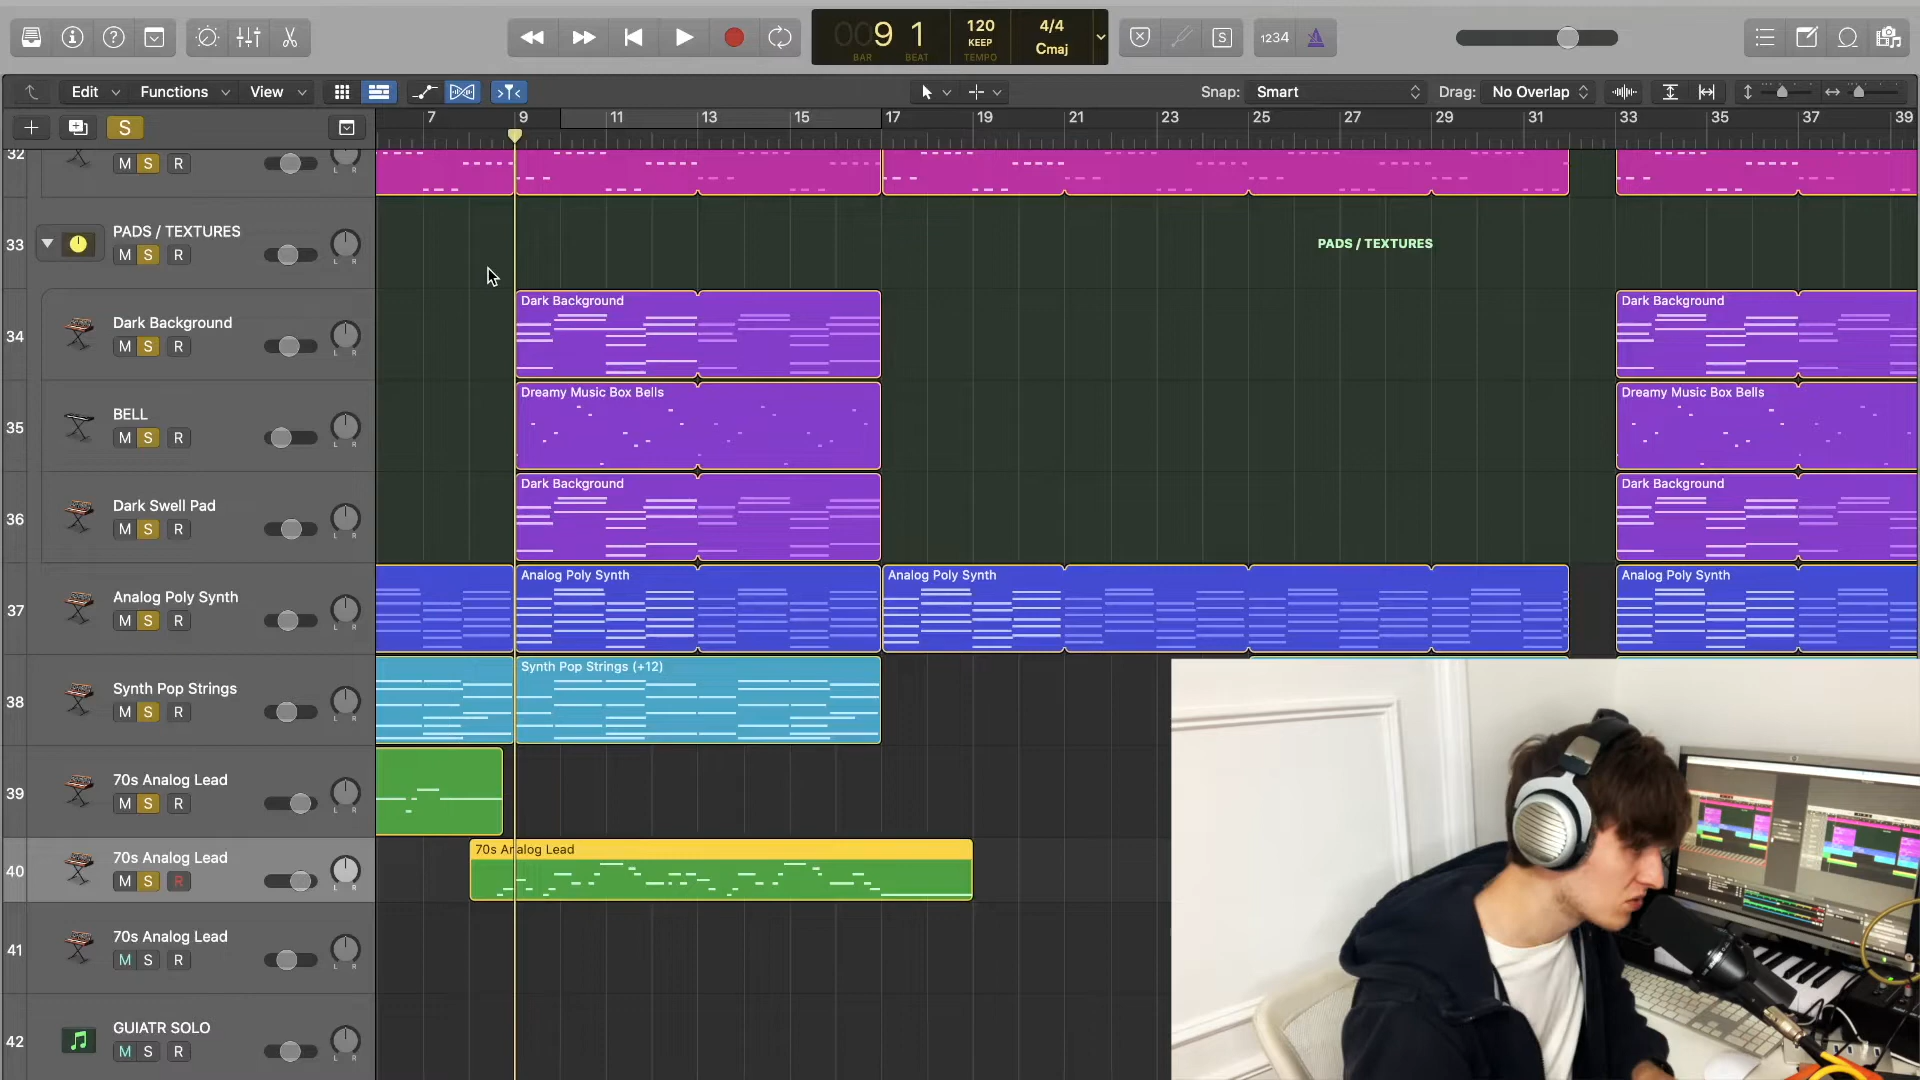 009 1
BAR BEAT
120
KEEP
TEMPO
4/4
Cmaj
S
1234
Edit
Functions
View
Snap: Smart
Drag: No Overlap
S
7 9 11 13 15 17 19 21 23 25 27 29 31 33 35 37 39
32
M S R
L R
33
PADS / TEXTURES
M S R
L R
PADS / TEXTURES
34
Dark Background
M S R
L R
Dark Background
Dark Background
35
BELL
M S R
L R
Dreamy Music Box Bells
Dreamy Music Box Bells
36
Dark Swell Pad
M S R
L R
Dark Background
Dark Background
37
Analog Poly Synth
M S R
L R
Analog Poly Synth
Analog Poly Synth
Analog Poly Synth
38
Synth Pop Strings
M S R
L R
Synth Pop Strings (+12)
39
70s Analog Lead
M S R
L R
40
70s Analog Lead
M S R
L R
70s Analog Lead
41
70s Analog Lead
M S R
L R
42
GUIATR SOLO
M S R
L R